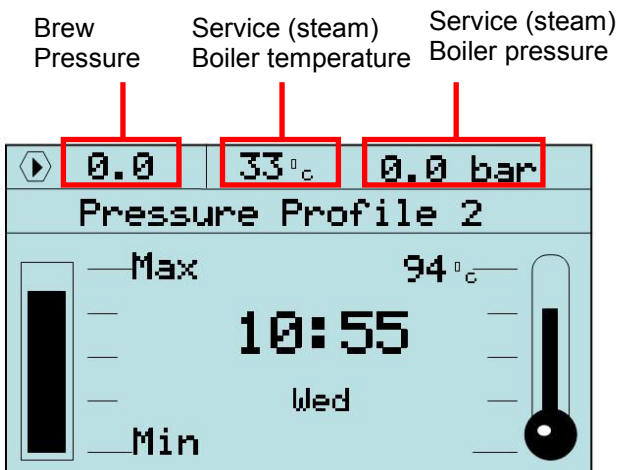 Brew
Pressure
Service (steam)
Boiler temperature
Service (steam)
Boiler pressure
0.0
33°c
0.0 bar
Pressure Profile 2
Max
94°c
10:55
Wed
Min